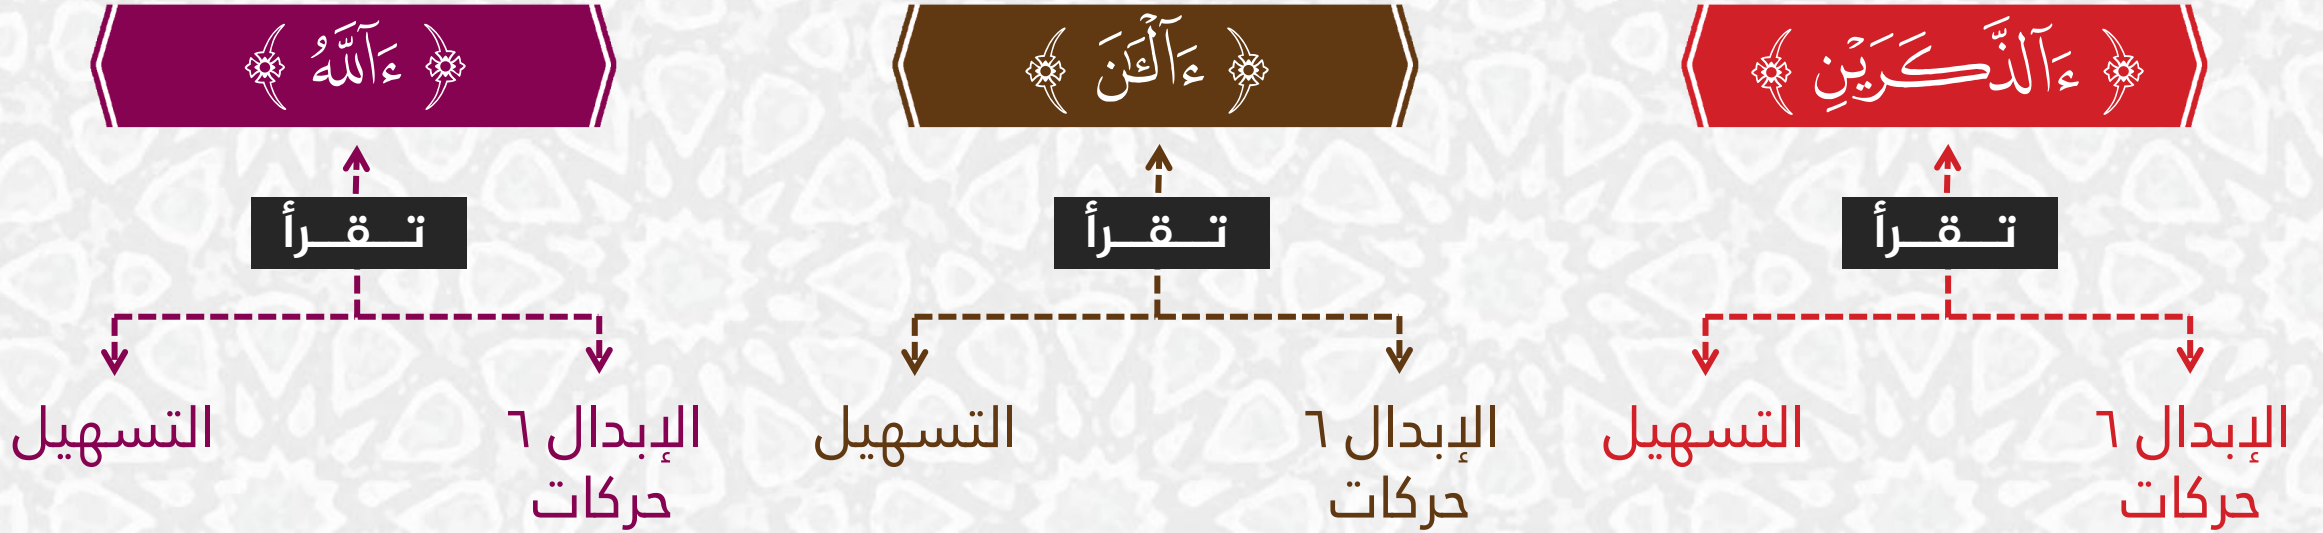 ﴿ ءَآلذَّكَرَيْنِ ﴾
تــقــرأ
الإبدال ٦
حركات
التسهيل
﴿ ءَآلْـَٰٔنَ ﴾
تــقــرأ
الإبدال ٦
حركات
التسهيل
﴿ ءَآللَّهُ ﴾
تــقــرأ
الإبدال ٦
حركات
التسهيل